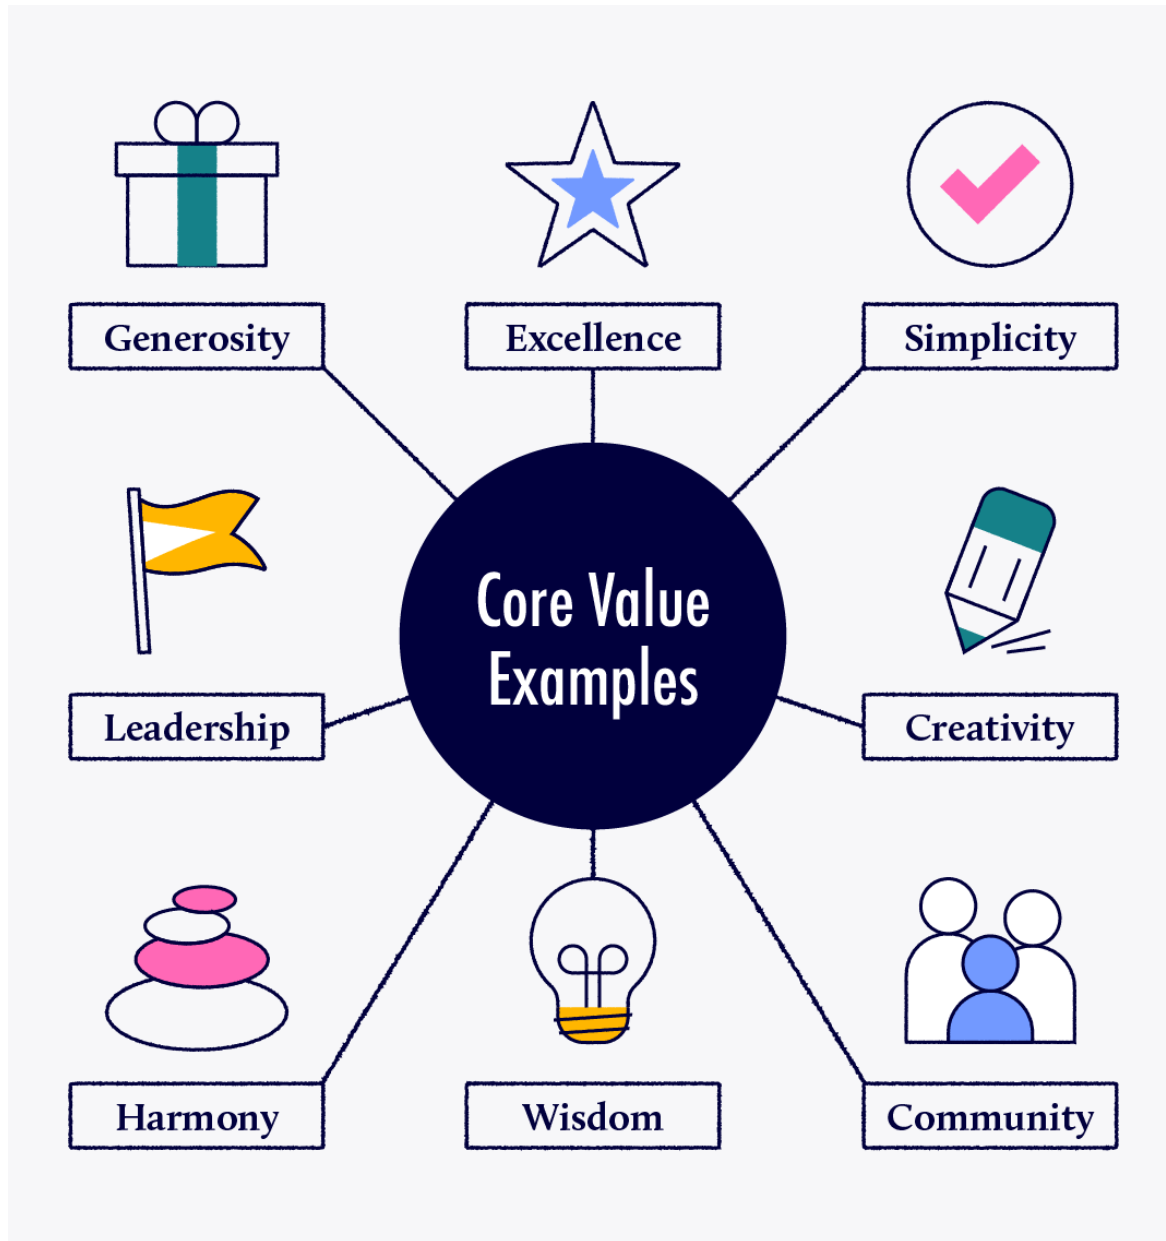 Generosity
Excellence
Simplicity
Core Value
Examples
Leadership
Creativity
Harmony
Wisdom
Community